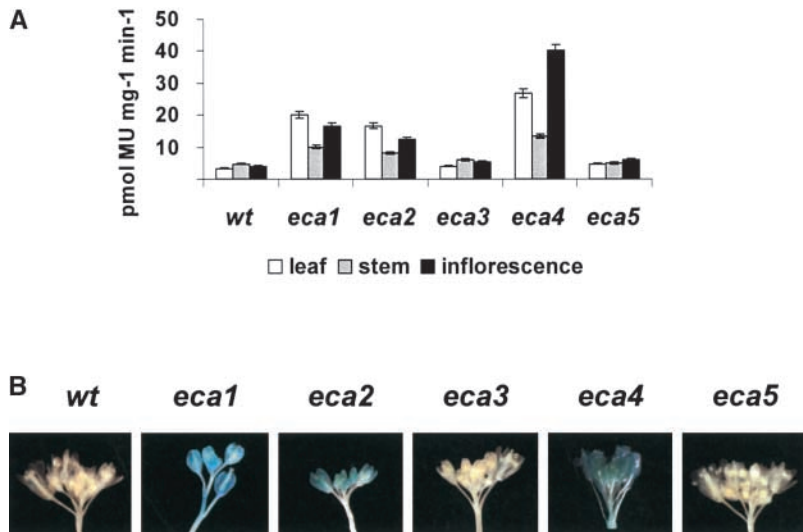 A
pmol MU mg-1 min-1
50
40
30
20
10
wt eca1 eca2 eca3 eca4 eca5
leaf stem inflorescence
B
wt eca1 eca2 eca3 eca4 eca5